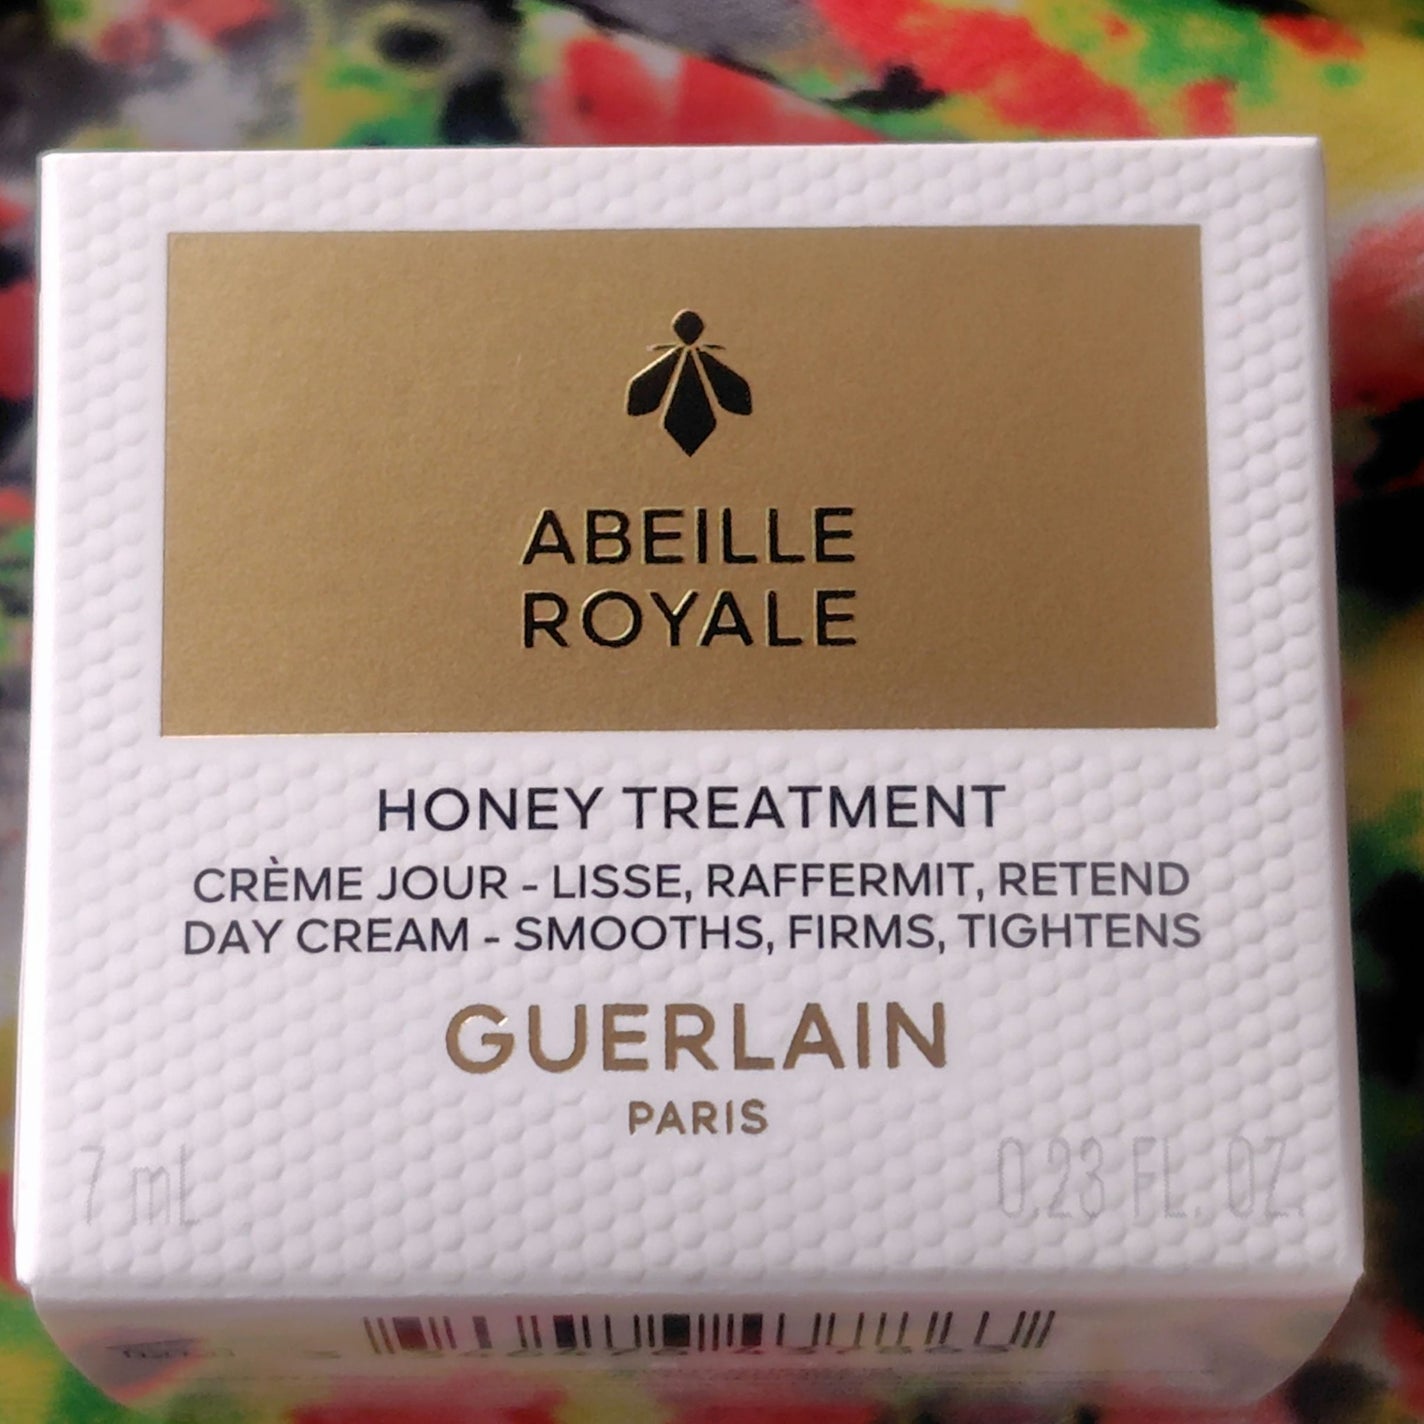 ABEILLE
ROYALE
HONEY TREATMENT
CRÈME JOUR - LISSE, RAFFERMIT, RETEND
DAY CREAM - SMOOTHS, FIRMS, TIGHTENS
GUERLAIN
PARIS
7 mL 0.23 FL. OZ.